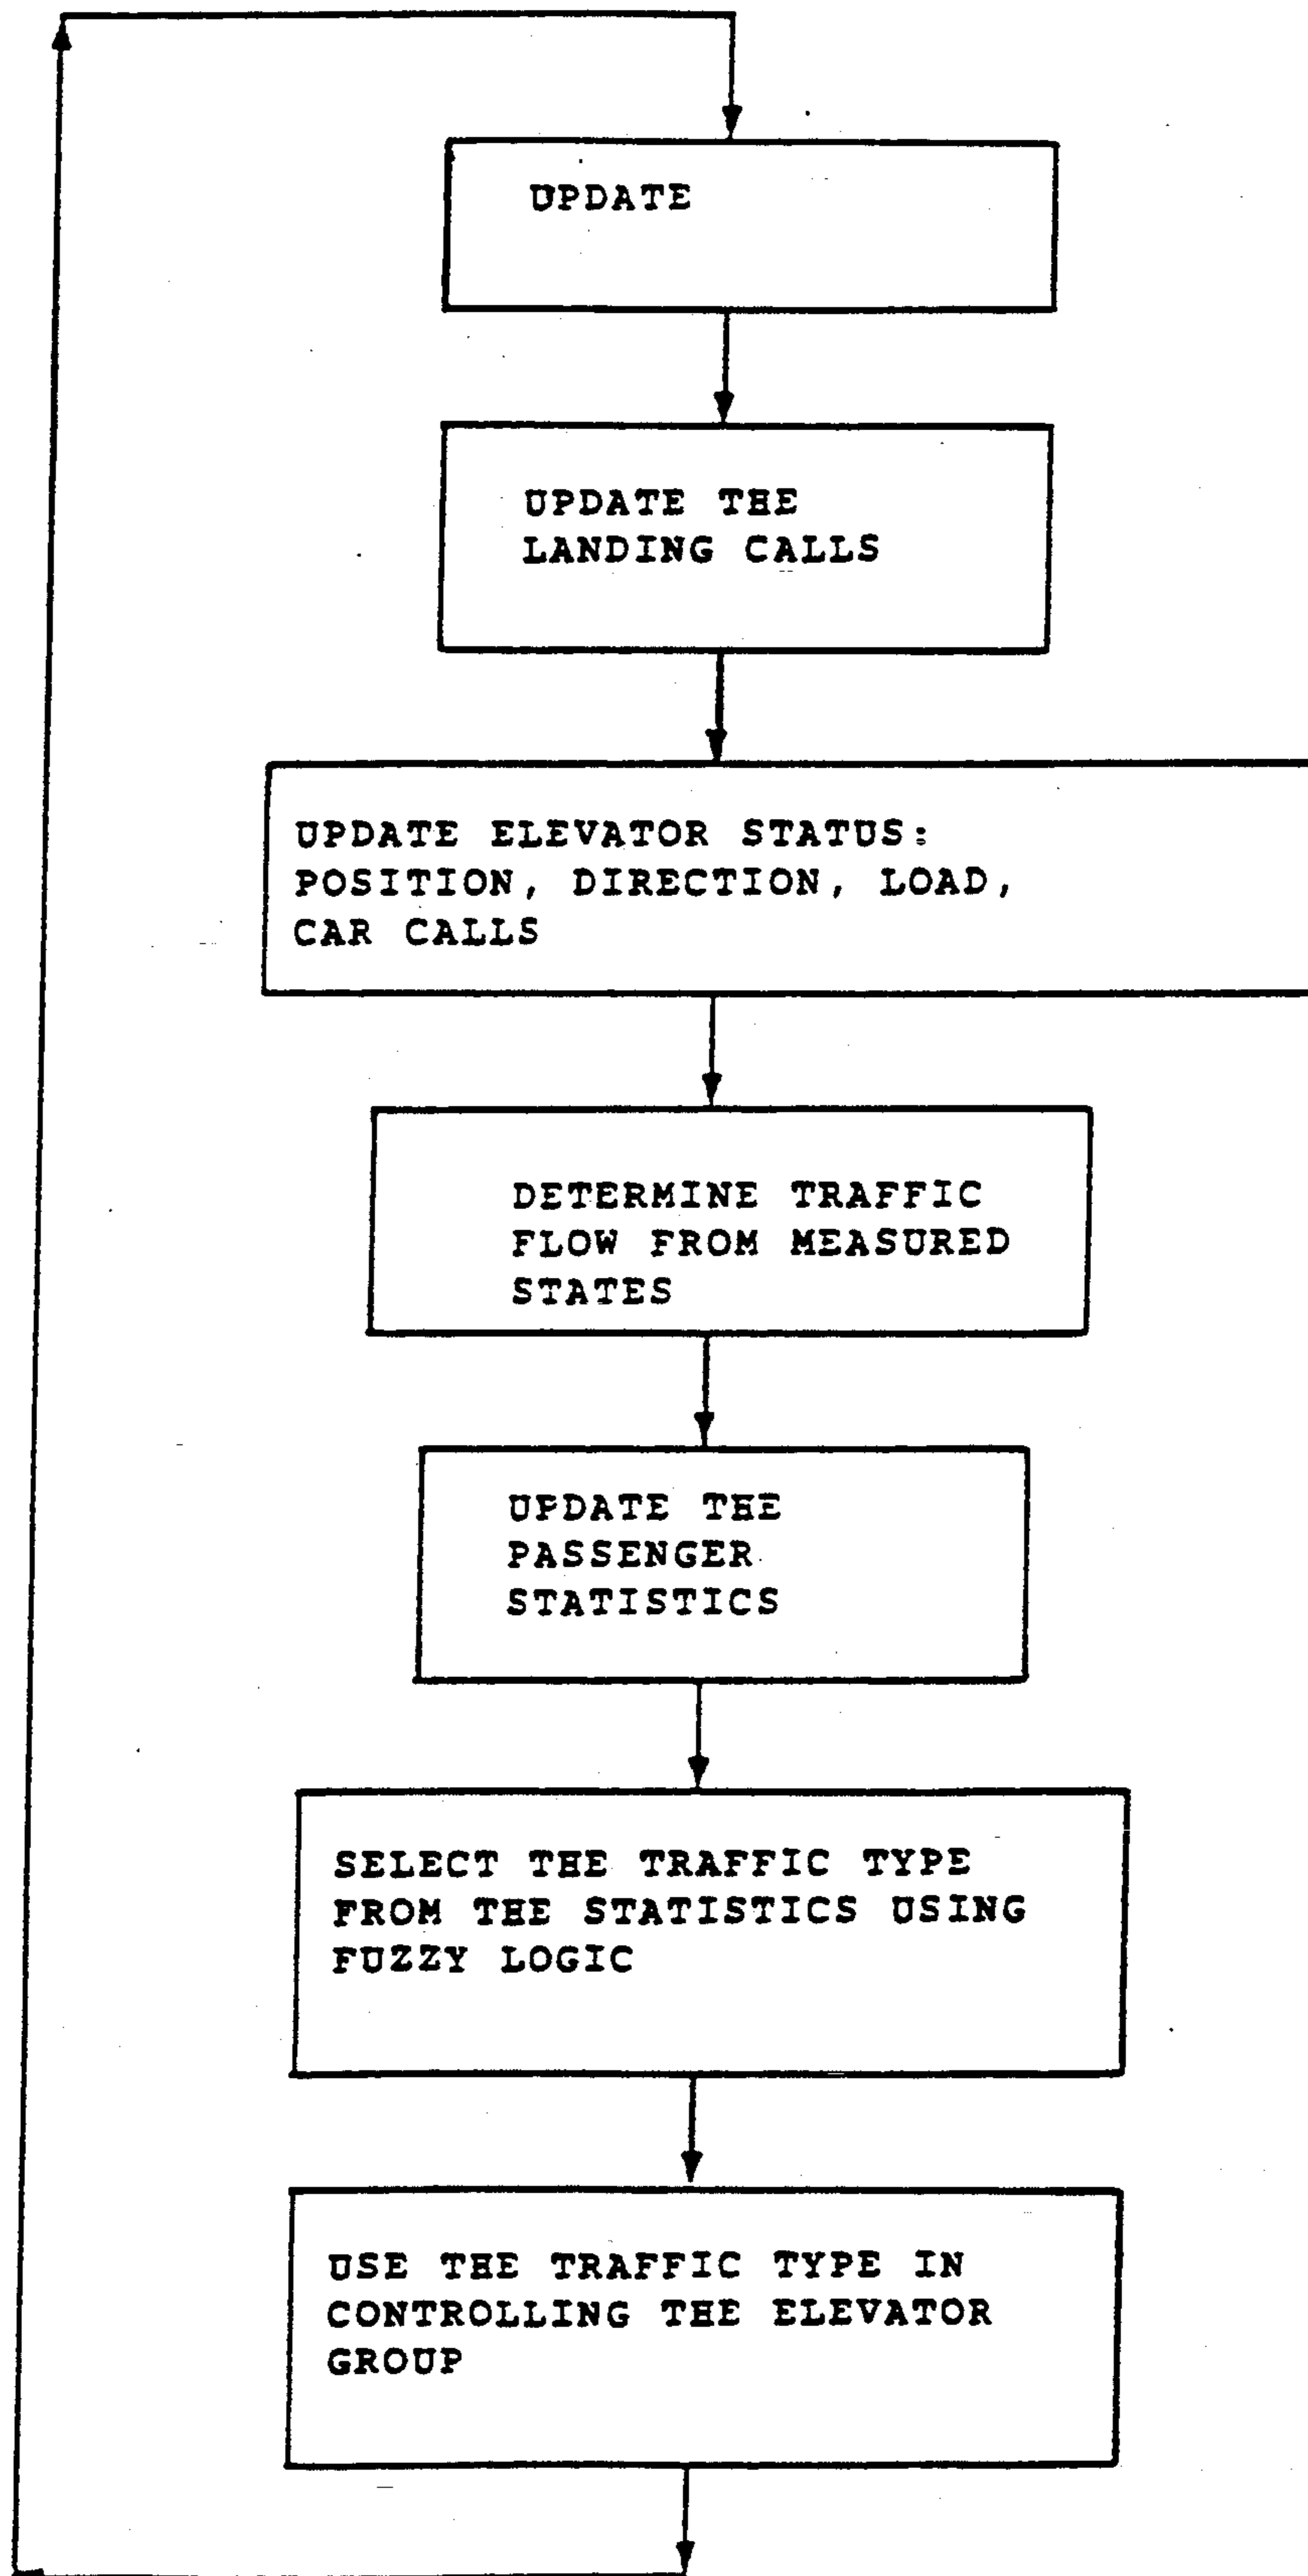 UPDATE
UPDATE THE
LANDING CALLS
UPDATE ELEVATOR STATUS:
POSITION, DIRECTION, LOAD,
CAR CALLS
DETERMINE TRAFFIC
FLOW FROM MEASURED
STATES
UPDATE THE
PASSENGER
STATISTICS
SELECT THE TRAFFIC TYPE
FROM THE STATISTICS USING
FUZZY LOGIC
USE THE TRAFFIC TYPE IN
CONTROLLING THE ELEVATOR
GROUP